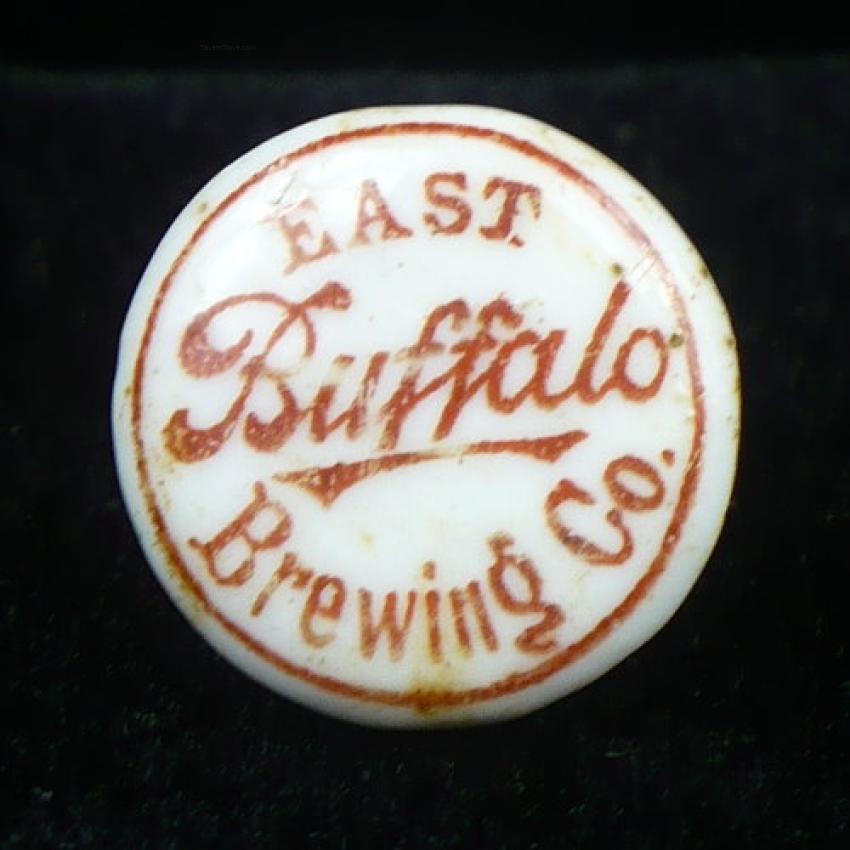 EAST
Buffalo
Brewing Co.